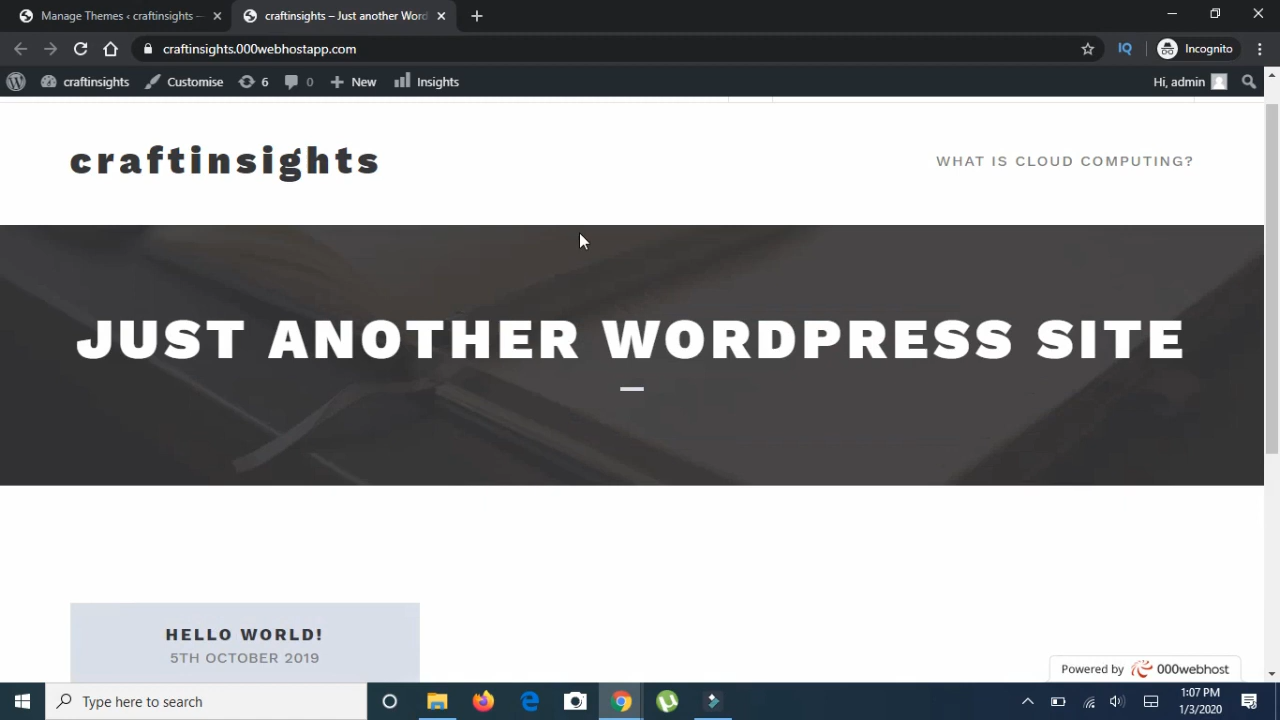 Manage Themes ‹ craftinsights —
craftinsights – Just another Word
craftinsights.000webhostapp.com
IQ
Incognito
craftinsights
Customise
6
0
New
Insights
Hi, admin
craftinsights
WHAT IS CLOUD COMPUTING?
JUST ANOTHER WORDPRESS SITE
HELLO WORLD!
5TH OCTOBER 2019
Powered by 000webhost
Type here to search
1:07 PM
1/3/2020